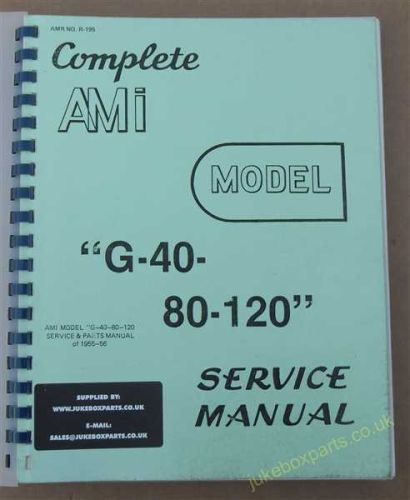 AMR NO. R-195
Complete
AMi
MODEL
"G-40-
80-120"
AMI MODEL "G-40-80-120
SERVICE & PARTS MANUAL
of 1955-56
SERVICE
MANUAL
SUPPLIED BY:
WWW.JUKEBOXPARTS.CO.UK
E-MAIL:
SALES@JUKEBOXPARTS.CO.UK
jukeboxparts.co.uk